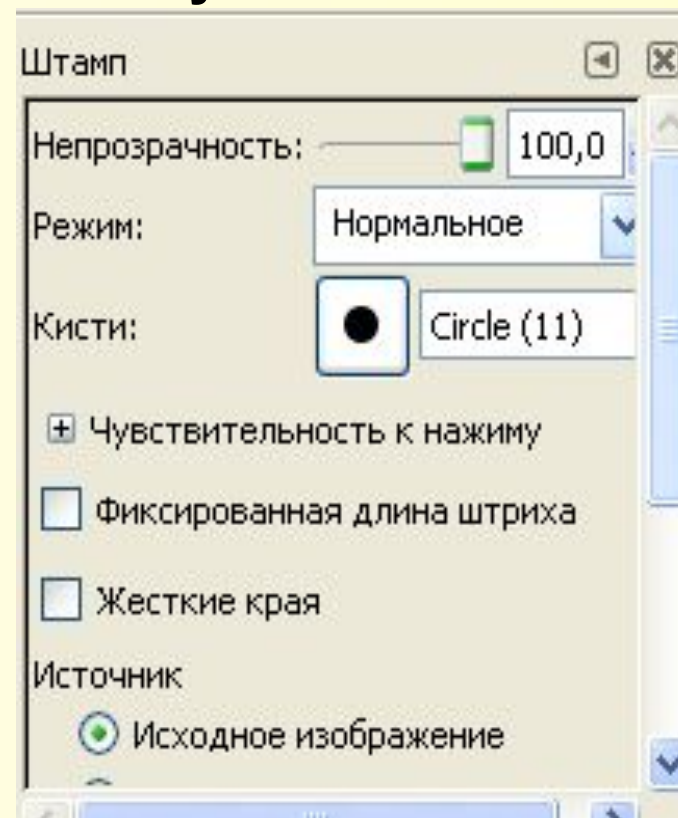 Штамп
Непрозрачность: 100,0
Режим: Нормальное
Кисти: Circle (11)
Чувствительность к нажиму
Фиксированная длина штриха
Жесткие края
Источник
Исходное изображение